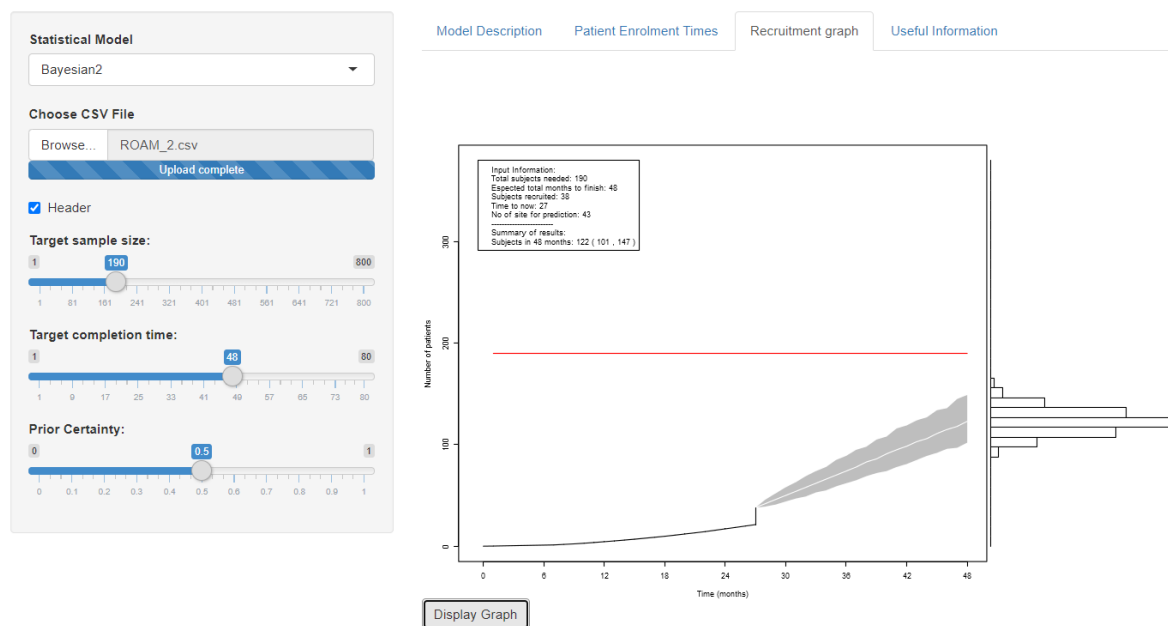 Statistical Model
Bayesian2
Choose CSV File
Browse... ROAM_2.csv
Upload complete
Header
Target sample size:
1 190 800
1 81 161 241 321 401 481 561 641 721 800
Target completion time:
1 48 80
1 9 17 25 33 41 49 57 65 73 80
Prior Certainty:
0 0.5 1
0 0.1 0.2 0.3 0.4 0.5 0.6 0.7 0.8 0.9 1
Model Description Patient Enrolment Times Recruitment graph Useful Information
Input Information:
Total subjects needed: 190
Espected total months to finish: 48
Subjects recruited: 38
Time to now: 27
No of site for prediction: 43
------------------------
Summary of results:
Subjects in 48 months: 122 ( 101 , 147 )
Number of patients
300
200
100
0
0 6 12 18 24 30 36 42 48
Time (months)
Display Graph